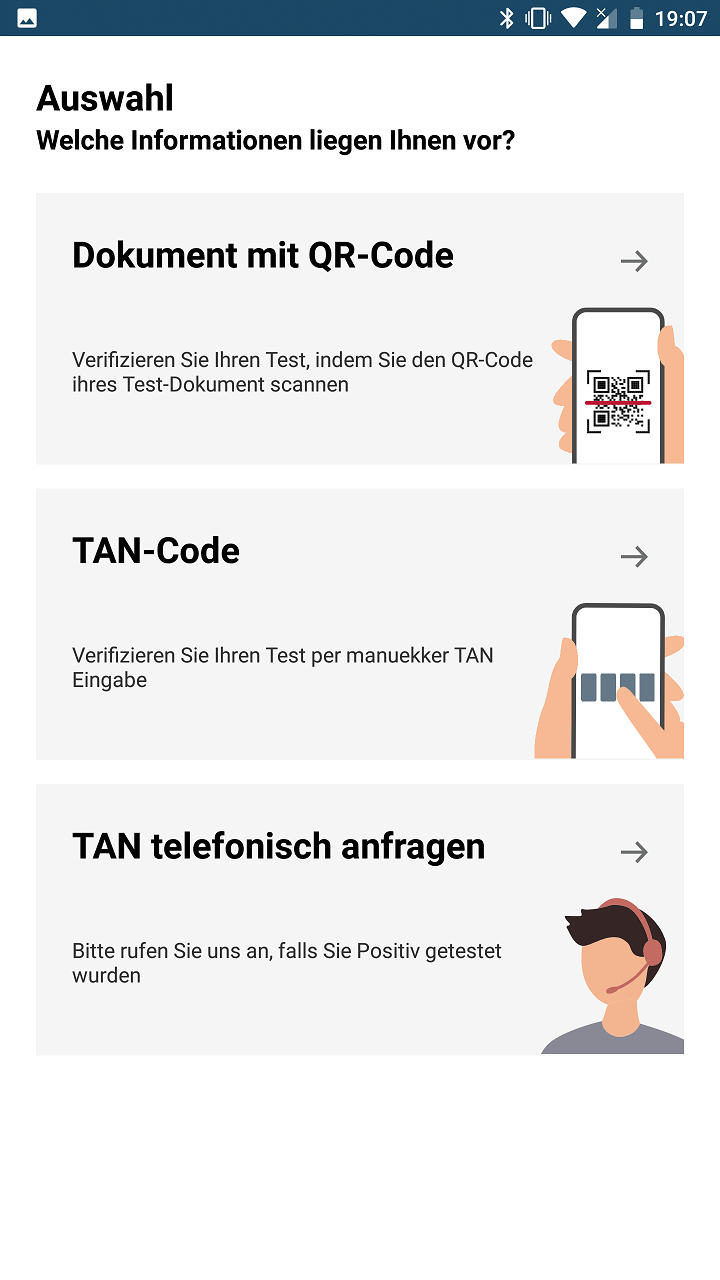 19:07
Auswahl
Welche Informationen liegen Ihnen vor?
Dokument mit QR-Code
Verifizieren Sie Ihren Test, indem Sie den QR-Code
ihres Test-Dokument scannen
TAN-Code
Verifizieren Sie Ihren Test per manuekker TAN
Eingabe
TAN telefonisch anfragen
Bitte rufen Sie uns an, falls Sie Positiv getestet
wurden